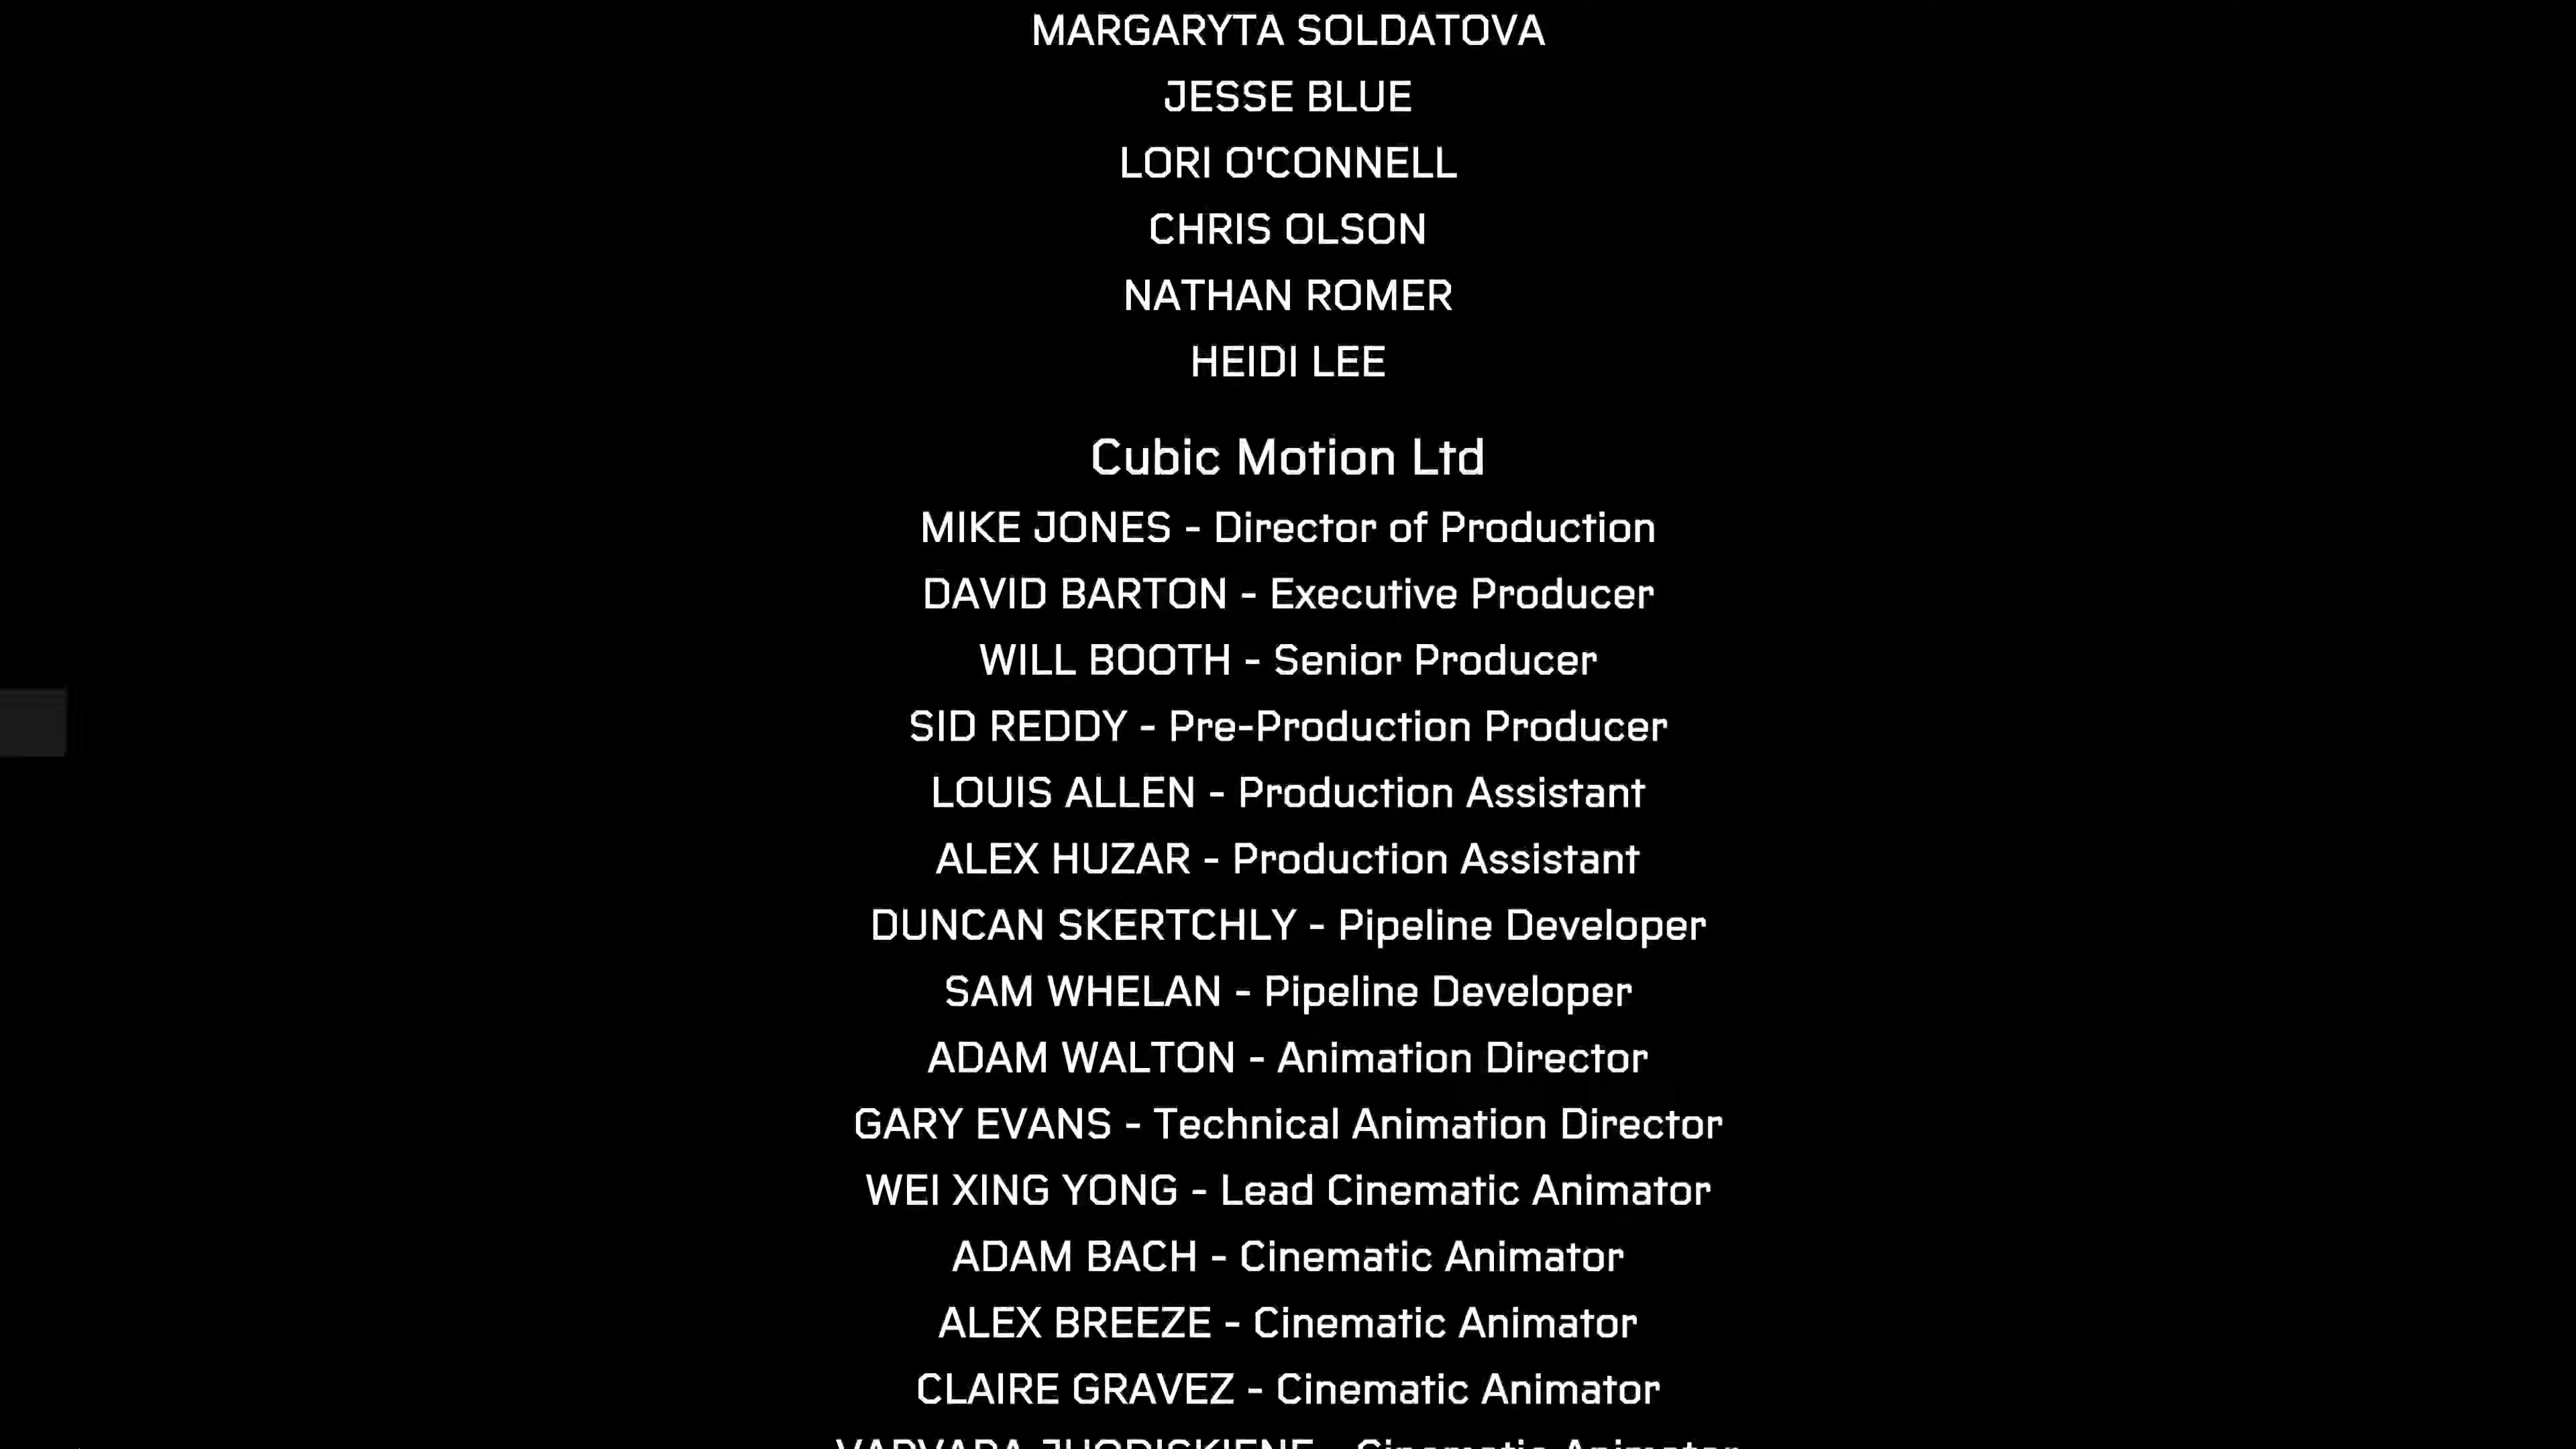 MARGARYTA SOLDATOVA
JESSE BLUE
LORI O'CONNELL
CHRIS OLSON
NATHAN ROMER
HEIDI LEE
Cubic Motion Ltd
MIKE JONES - Director of Production
DAVID BARTON - Executive Producer
WILL BOOTH - Senior Producer
SID REDDY - Pre-Production Producer
LOUIS ALLEN - Production Assistant
ALEX HUZAR - Production Assistant
DUNCAN SKERTCHLY - Pipeline Developer
SAM WHELAN - Pipeline Developer
ADAM WALTON - Animation Director
GARY EVANS - Technical Animation Director
WEI XING YONG - Lead Cinematic Animator
ADAM BACH - Cinematic Animator
ALEX BREEZE - Cinematic Animator
CLAIRE GRAVEZ - Cinematic Animator